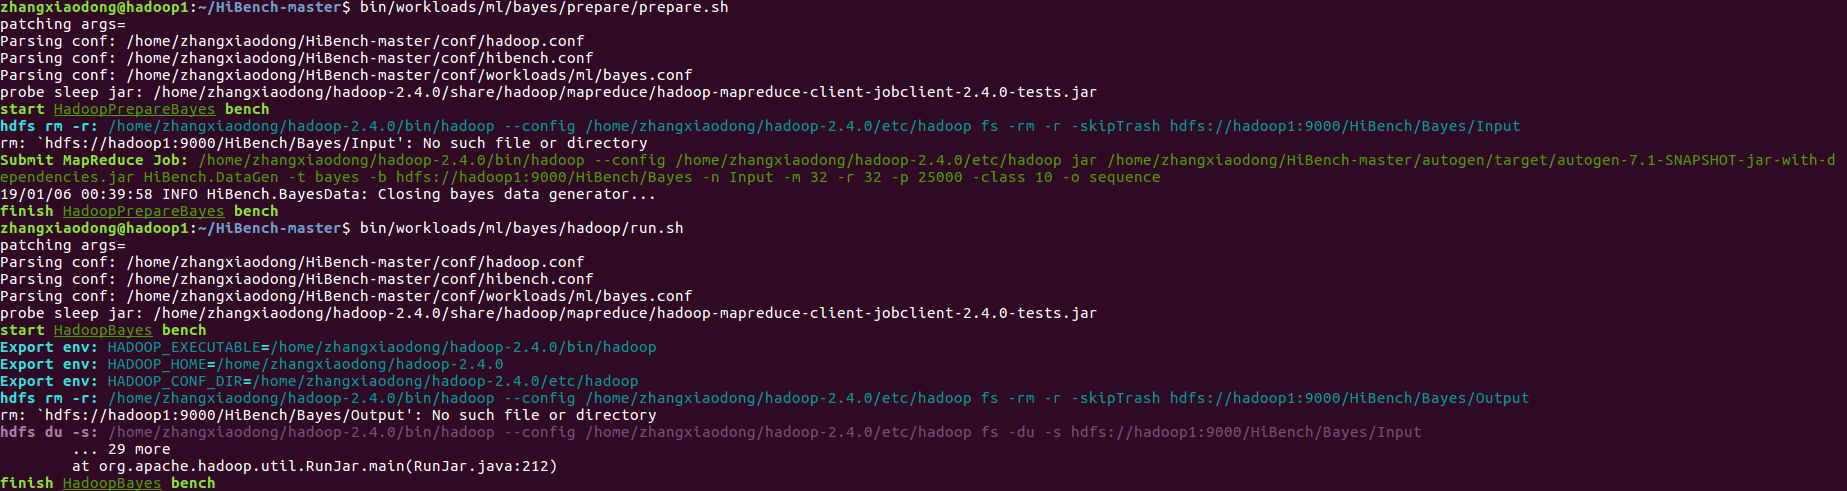 zhangxiaodong@hadoop1:~/HiBench-master$ bin/workloads/ml/bayes/prepare/prepare.sh
patching args=
Parsing conf: /home/zhangxiaodong/HiBench-master/conf/hadoop.conf
Parsing conf: /home/zhangxiaodong/HiBench-master/conf/hibench.conf
Parsing conf: /home/zhangxiaodong/HiBench-master/conf/workloads/ml/bayes.conf
probe sleep jar: /home/zhangxiaodong/hadoop-2.4.0/share/hadoop/mapreduce/hadoop-mapreduce-client-jobclient-2.4.0-tests.jar
start HadoopPrepareBayes bench
hdfs rm -r: /home/zhangxiaodong/hadoop-2.4.0/bin/hadoop --config /home/zhangxiaodong/hadoop-2.4.0/etc/hadoop fs -rm -r -skipTrash hdfs://hadoop1:9000/HiBench/Bayes/Input
rm: `hdfs://hadoop1:9000/HiBench/Bayes/Input': No such file or directory
Submit MapReduce Job: /home/zhangxiaodong/hadoop-2.4.0/bin/hadoop --config /home/zhangxiaodong/hadoop-2.4.0/etc/hadoop jar /home/zhangxiaodong/HiBench-master/autogen/target/autogen-7.1-SNAPSHOT-jar-with-d
ependencies.jar HiBench.DataGen -t bayes -b hdfs://hadoop1:9000/HiBench/Bayes -n Input -m 32 -r 32 -p 25000 -class 10 -o sequence
19/01/06 00:39:58 INFO HiBench.BayesData: Closing bayes data generator...
finish HadoopPrepareBayes bench
zhangxiaodong@hadoop1:~/HiBench-master$ bin/workloads/ml/bayes/hadoop/run.sh
patching args=
Parsing conf: /home/zhangxiaodong/HiBench-master/conf/hadoop.conf
Parsing conf: /home/zhangxiaodong/HiBench-master/conf/hibench.conf
Parsing conf: /home/zhangxiaodong/HiBench-master/conf/workloads/ml/bayes.conf
probe sleep jar: /home/zhangxiaodong/hadoop-2.4.0/share/hadoop/mapreduce/hadoop-mapreduce-client-jobclient-2.4.0-tests.jar
start HadoopBayes bench
Export env: HADOOP_EXECUTABLE=/home/zhangxiaodong/hadoop-2.4.0/bin/hadoop
Export env: HADOOP_HOME=/home/zhangxiaodong/hadoop-2.4.0
Export env: HADOOP_CONF_DIR=/home/zhangxiaodong/hadoop-2.4.0/etc/hadoop
hdfs rm -r: /home/zhangxiaodong/hadoop-2.4.0/bin/hadoop --config /home/zhangxiaodong/hadoop-2.4.0/etc/hadoop fs -rm -r -skipTrash hdfs://hadoop1:9000/HiBench/Bayes/Output
rm: `hdfs://hadoop1:9000/HiBench/Bayes/Output': No such file or directory
hdfs du -s: /home/zhangxiaodong/hadoop-2.4.0/bin/hadoop --config /home/zhangxiaodong/hadoop-2.4.0/etc/hadoop fs -du -s hdfs://hadoop1:9000/HiBench/Bayes/Input
... 29 more
at org.apache.hadoop.util.RunJar.main(RunJar.java:212)
finish HadoopBayes bench